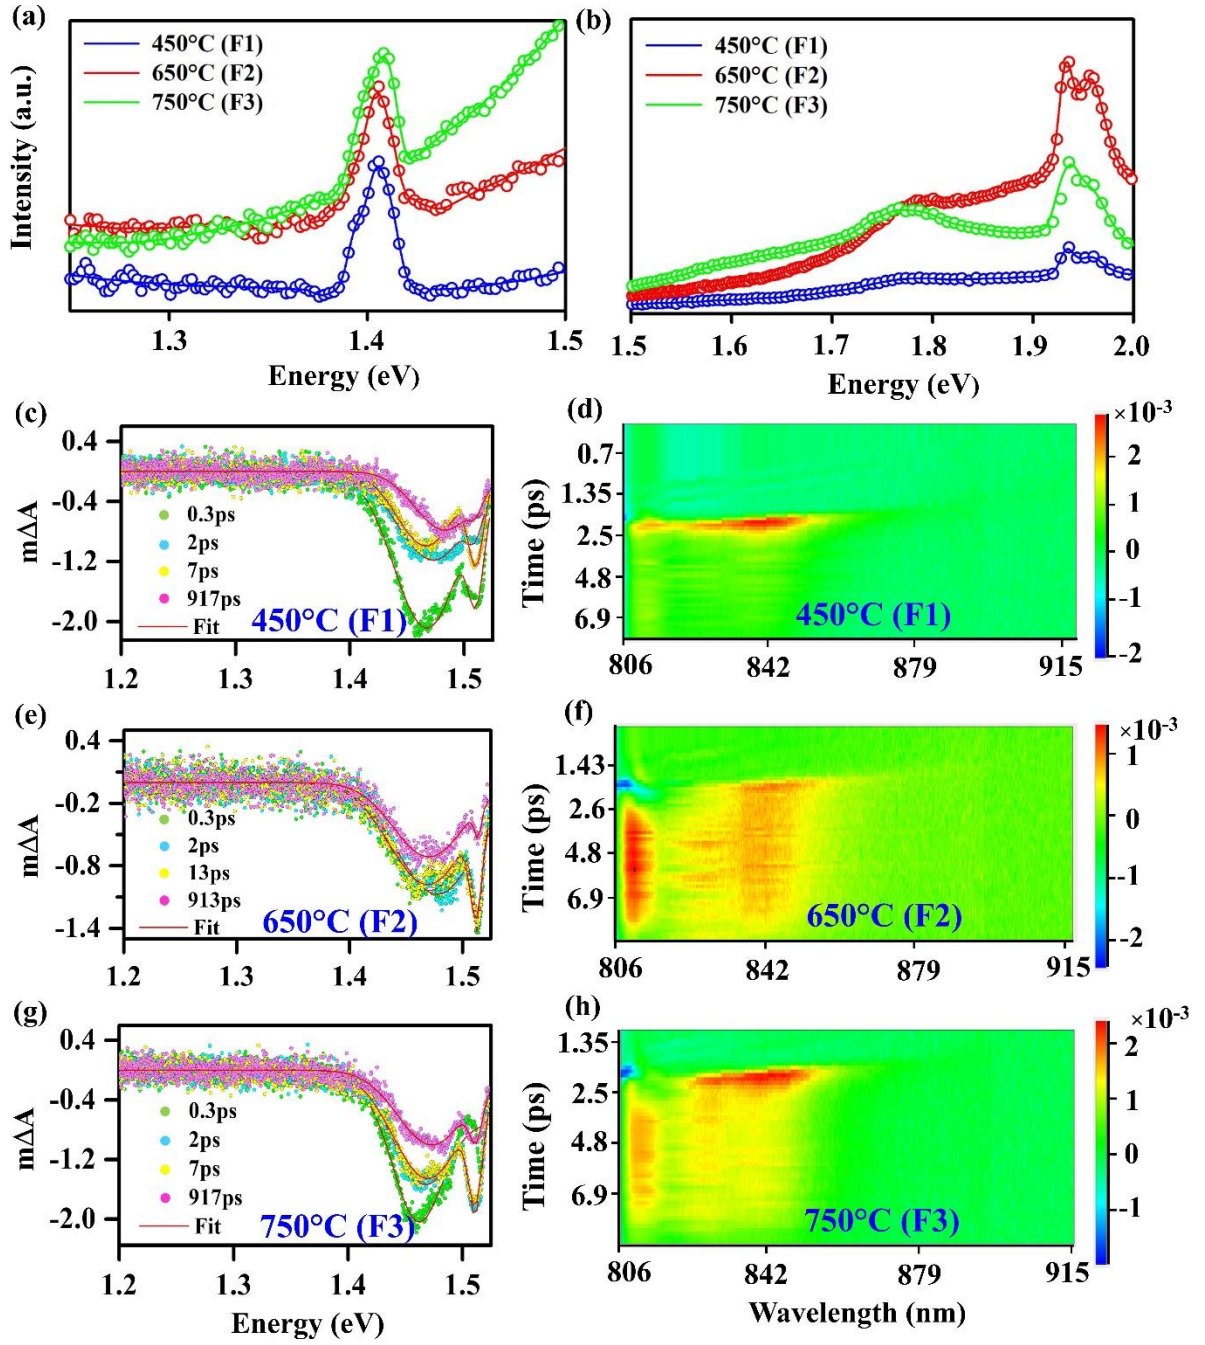 (a)
450°C (F1)
650°C (F2)
750°C (F3)
Intensity (a.u.)
1.3 1.4 1.5
Energy (eV)
(b)
450°C (F1)
650°C (F2)
750°C (F3)
1.5 1.6 1.7 1.8 1.9 2.0
Energy (eV)
(c)
0.4
-0.4
-1.2
-2.0
mΔA
0.3ps
2ps
7ps
917ps
Fit
450°C (F1)
1.2 1.3 1.4 1.5
(d)
0.7
1.35
2.5
4.8
6.9
Time (ps)
450°C (F1)
806 842 879 915
×10-3
2
1
0
-1
-2
(e)
0.4
-0.2
-0.8
-1.4
mΔA
0.3ps
2ps
13ps
913ps
Fit
650°C (F2)
1.2 1.3 1.4 1.5
(f)
1.43
2.6
4.8
6.9
Time (ps)
650°C (F2)
806 842 879 915
×10-3
1
0
-1
-2
(g)
0.4
-0.4
-1.2
-2.0
mΔA
0.3ps
2ps
7ps
917ps
Fit
750°C (F3)
1.2 1.3 1.4 1.5
Energy (eV)
(h)
1.35
2.5
4.8
6.9
Time (ps)
750°C (F3)
806 842 879 915
Wavelength (nm)
×10-3
2
1
0
-1